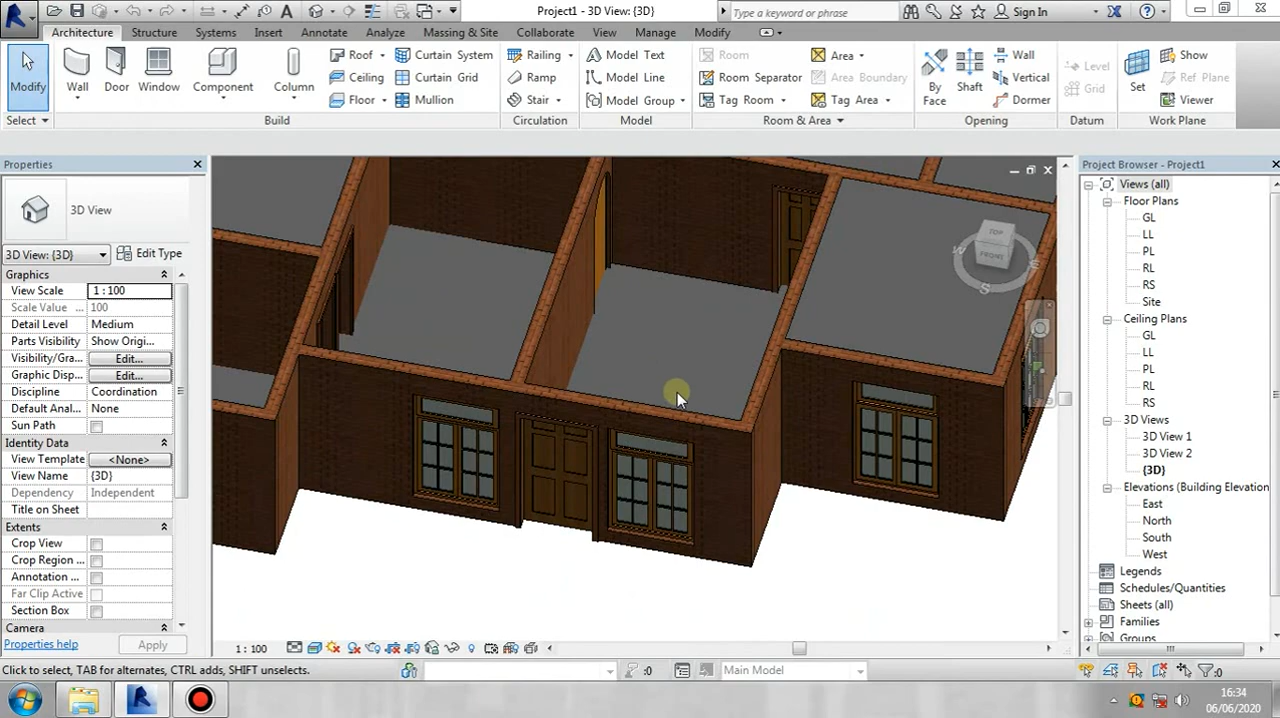 Project1 - 3D View: {3D}
Type a keyword or phrase
Sign In
Architecture Structure Systems Insert Annotate Analyze Massing & Site Collaborate View Manage Modify
Modify
Wall
Door
Window
Component
Column
Roof
Ceiling
Floor
Curtain System
Curtain Grid
Mullion
Railing
Ramp
Stair
Model Text
Model Line
Model Group
Room
Room Separator
Tag Room
Area
Area Boundary
Tag Area
By
Face
Shaft
Wall
Vertical
Dormer
Level
Grid
Set
Show
Ref Plane
Viewer
Select Build Circulation Model Room & Area Opening Datum Work Plane
Properties
3D View
3D View: {3D} Edit Type
Graphics
View Scale 1 : 100
Scale Value ... 100
Detail Level Medium
Parts Visibility Show Origi...
Visibility/Gra... Edit...
Graphic Disp... Edit...
Discipline Coordination
Default Anal... None
Sun Path
Identity Data
View Template <None>
View Name {3D}
Dependency Independent
Title on Sheet
Extents
Crop View
Crop Region ...
Annotation ...
Far Clip Active
Section Box
Camera
Properties help Apply
TOP
FRONT
W
E
S
Project Browser - Project1
Views (all)
Floor Plans
GL
LL
PL
RL
RS
Site
Ceiling Plans
GL
LL
PL
RL
RS
3D Views
3D View 1
3D View 2
{3D}
Elevations (Building Elevation
East
North
South
West
Legends
Schedules/Quantities
Sheets (all)
Families
Groups
1 : 100
Click to select, TAB for alternates, CTRL adds, SHIFT unselects.
:0
Main Model
:0
16:34
06/06/2020